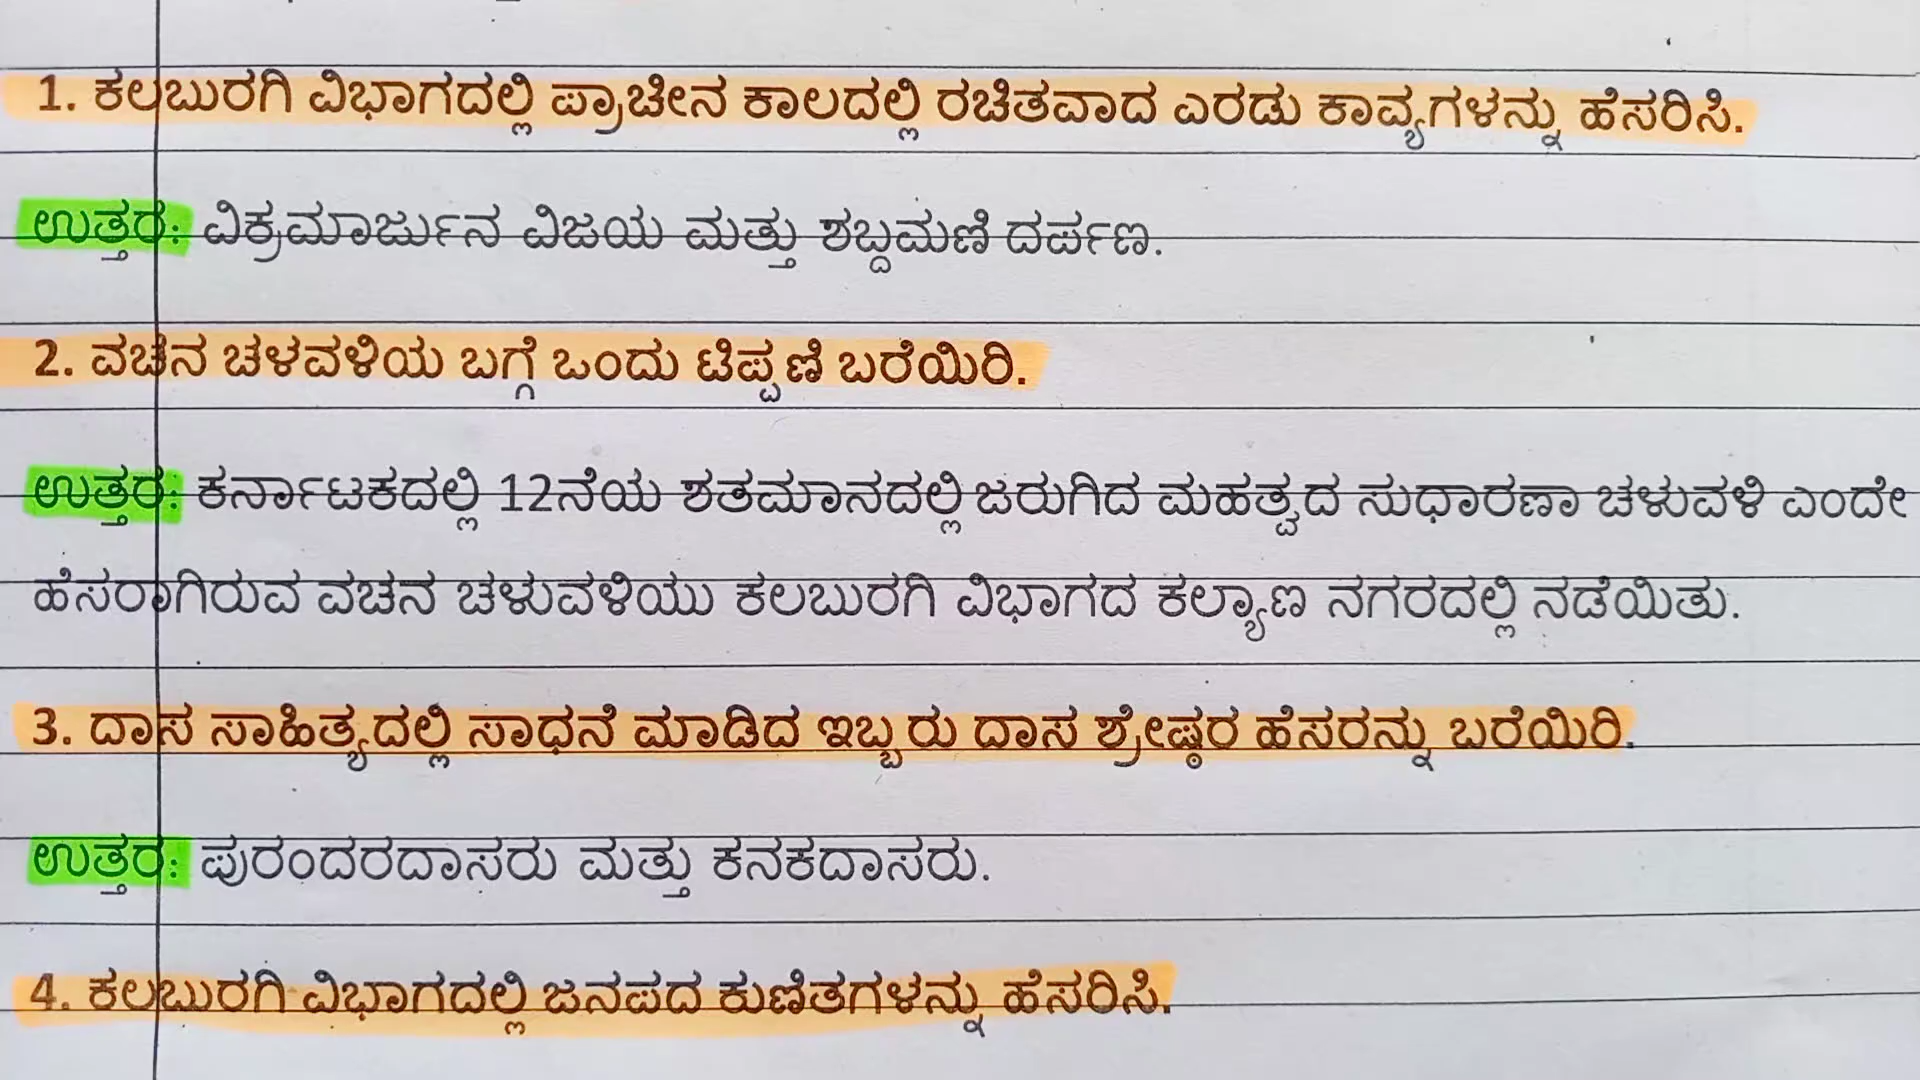 1. ಕಲಬುರಗಿ ವಿಭಾಗದಲ್ಲಿ ಪ್ರಾಚೀನ ಕಾಲದಲ್ಲಿ ರಚಿತವಾದ ಎರಡು ಕಾವ್ಯಗಳನ್ನು ಹೆಸರಿಸಿ.
ಉತ್ತರ: ವಿಕ್ರಮಾರ್ಜುನ ವಿಜಯ ಮತ್ತು ಶಬ್ದಮಣಿ ದರ್ಪಣ.
2. ವಚನ ಚಳವಳಿಯ ಬಗ್ಗೆ ಒಂದು ಟಿಪ್ಪಣಿ ಬರೆಯಿರಿ.
ಉತ್ತರ: ಕರ್ನಾಟಕದಲ್ಲಿ 12ನೆಯ ಶತಮಾನದಲ್ಲಿ ಜರುಗಿದ ಮಹತ್ವದ ಸುಧಾರಣಾ ಚಳುವಳಿ ಎಂದೇ
ಹೆಸರಾಗಿರುವ ವಚನ ಚಳುವಳಿಯು ಕಲಬುರಗಿ ವಿಭಾಗದ ಕಲ್ಯಾಣ ನಗರದಲ್ಲಿ ನಡೆಯಿತು.
3. ದಾಸ ಸಾಹಿತ್ಯದಲ್ಲಿ ಸಾಧನೆ ಮಾಡಿದ ಇಬ್ಬರು ದಾಸ ಶ್ರೇಷ್ಠರ ಹೆಸರನ್ನು ಬರೆಯಿರಿ.
ಉತ್ತರ: ಪುರಂದರದಾಸರು ಮತ್ತು ಕನಕದಾಸರು.
4. ಕಲಬುರಗಿ ವಿಭಾಗದಲ್ಲಿ ಜನಪದ ಕುಣಿತಗಳನ್ನು ಹೆಸರಿಸಿ.